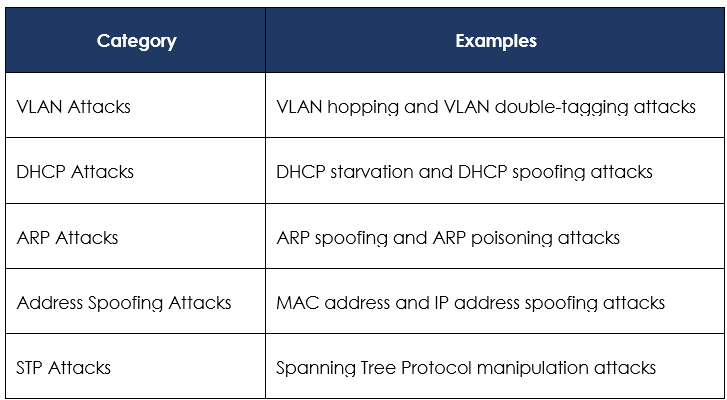 Category Examples
VLAN Attacks VLAN hopping and VLAN double-tagging attacks
DHCP Attacks DHCP starvation and DHCP spoofing attacks
ARP Attacks ARP spoofing and ARP poisoning attacks
Address Spoofing Attacks MAC address and IP address spoofing attacks
STP Attacks Spanning Tree Protocol manipulation attacks